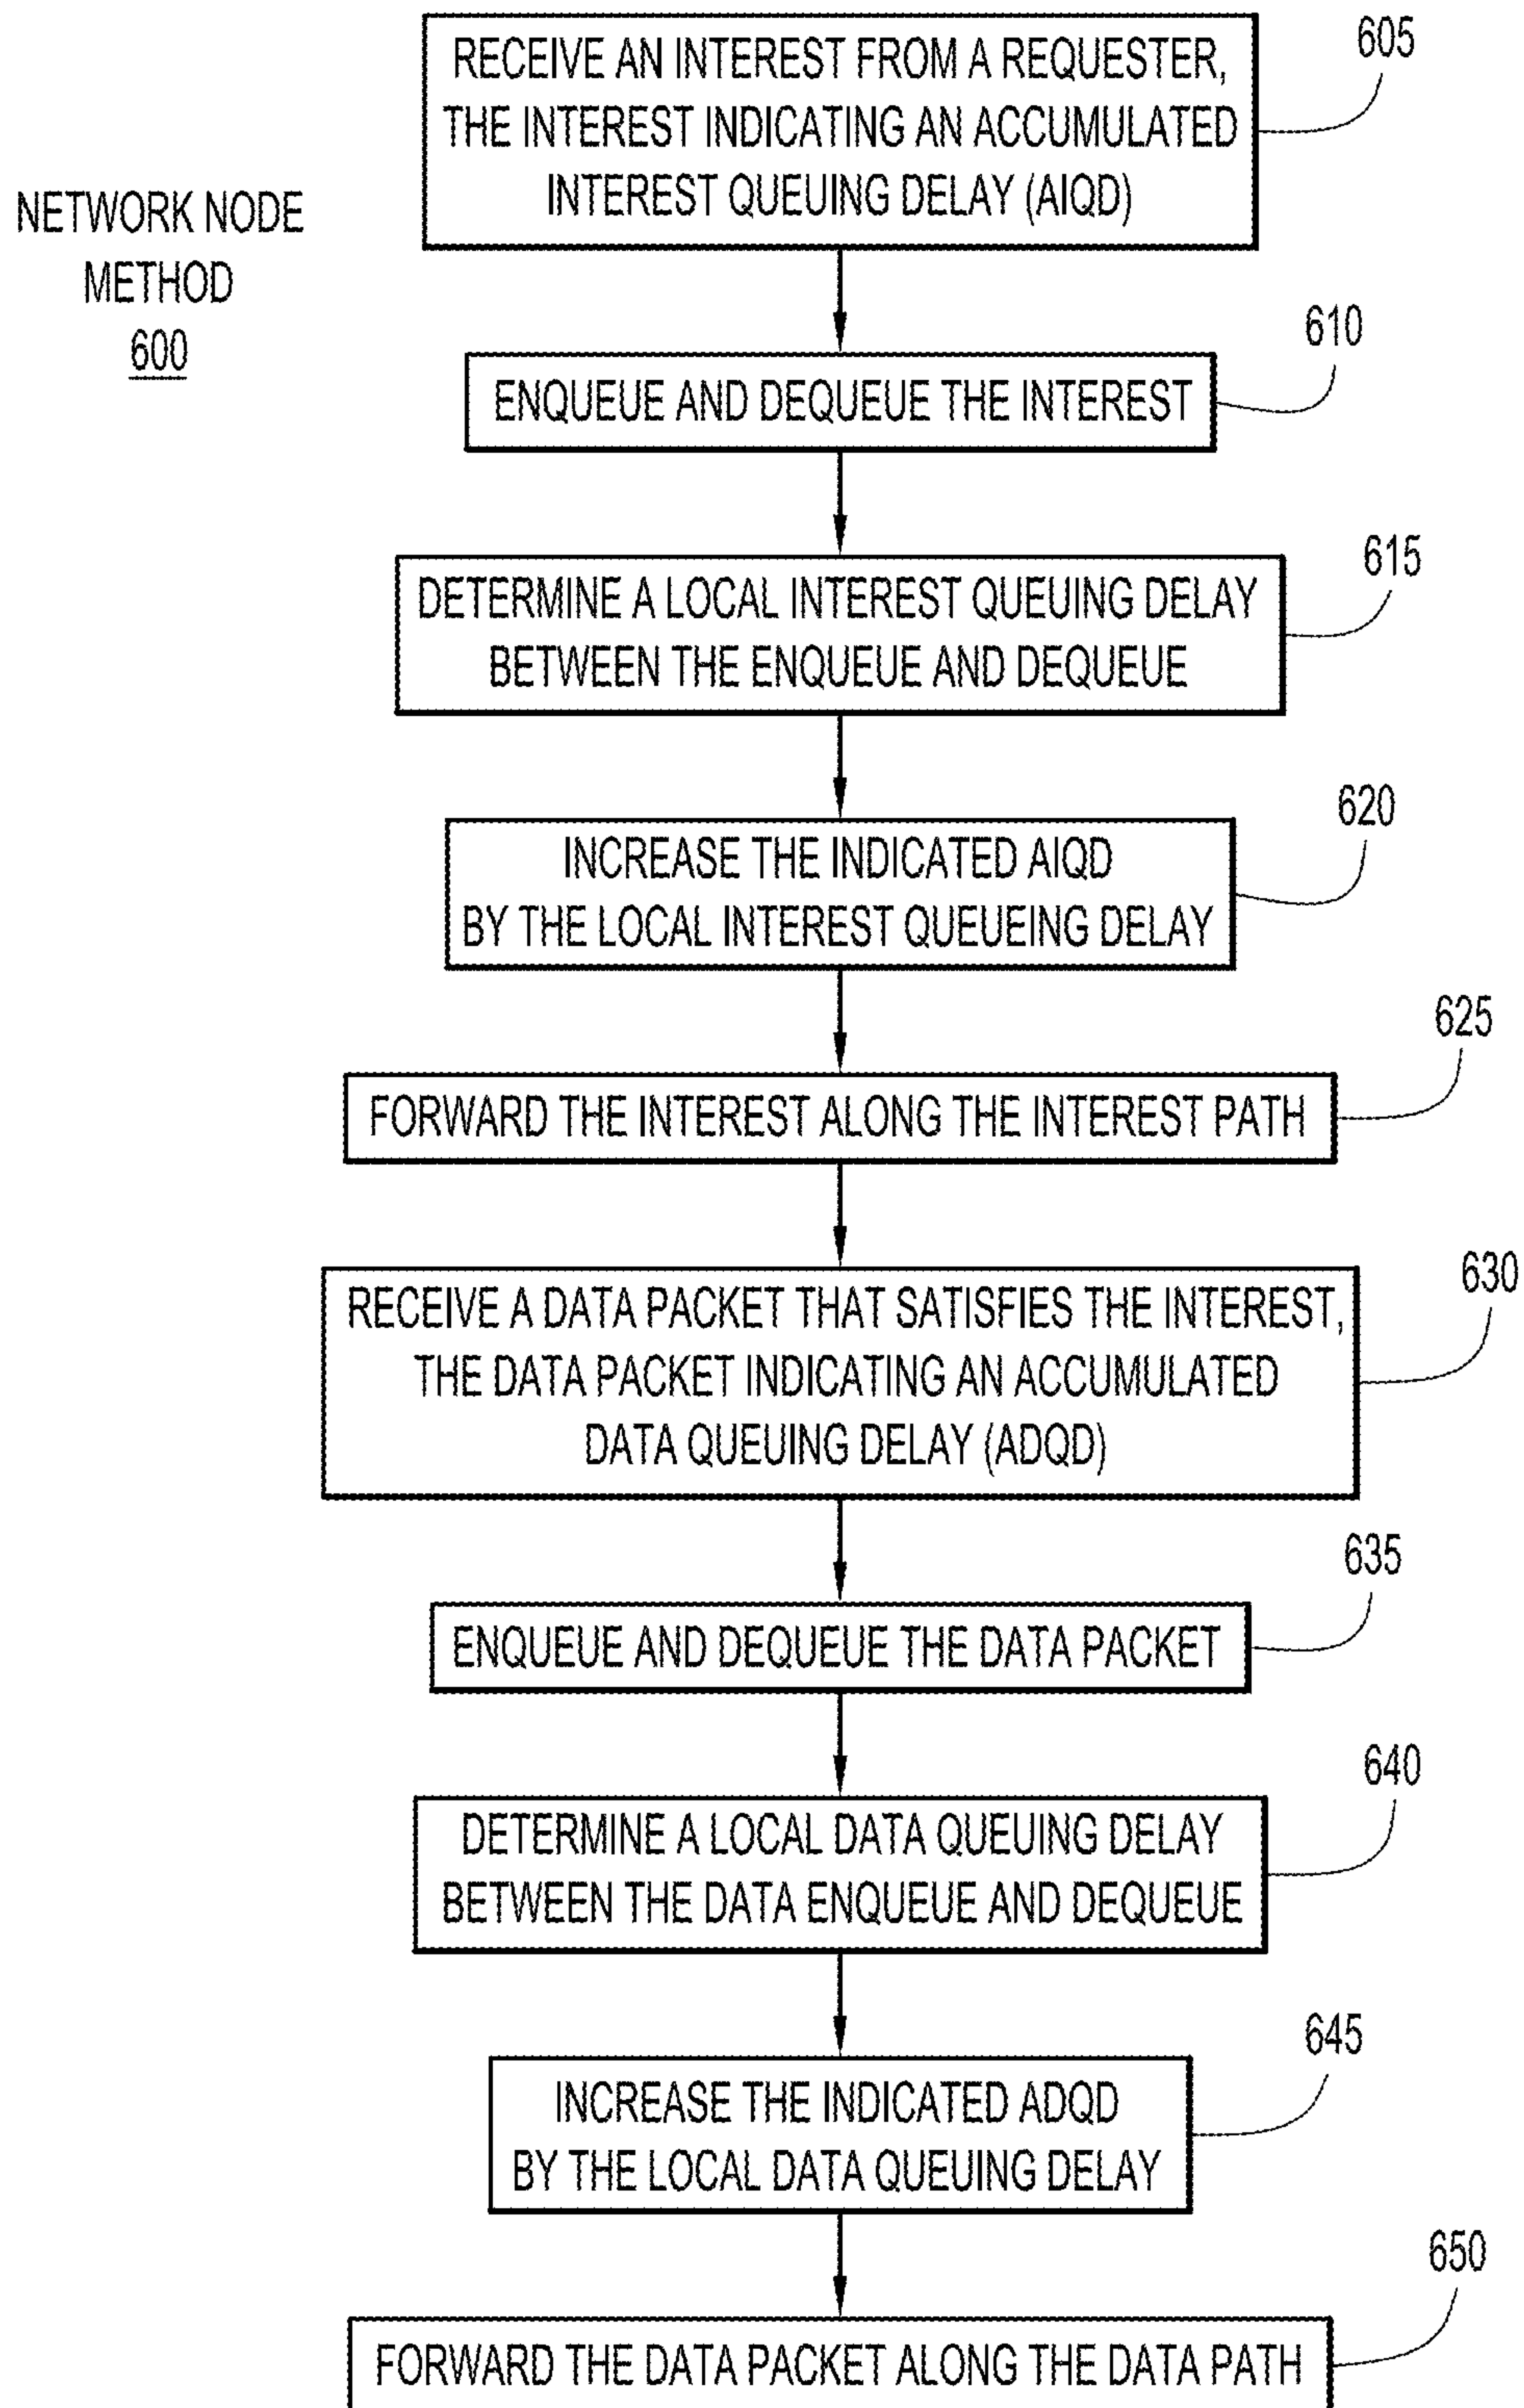 NETWORK NODE
METHOD
600
RECEIVE AN INTEREST FROM A REQUESTER,
THE INTEREST INDICATING AN ACCUMULATED
INTEREST QUEUING DELAY (AIQD)
605
ENQUEUE AND DEQUEUE THE INTEREST
610
DETERMINE A LOCAL INTEREST QUEUING DELAY
BETWEEN THE ENQUEUE AND DEQUEUE
615
INCREASE THE INDICATED AIQD
BY THE LOCAL INTEREST QUEUEING DELAY
620
FORWARD THE INTEREST ALONG THE INTEREST PATH
625
RECEIVE A DATA PACKET THAT SATISFIES THE INTEREST,
THE DATA PACKET INDICATING AN ACCUMULATED
DATA QUEUING DELAY (ADQD)
630
ENQUEUE AND DEQUEUE THE DATA PACKET
635
DETERMINE A LOCAL DATA QUEUING DELAY
BETWEEN THE DATA ENQUEUE AND DEQUEUE
640
INCREASE THE INDICATED ADQD
BY THE LOCAL DATA QUEUING DELAY
645
FORWARD THE DATA PACKET ALONG THE DATA PATH
650